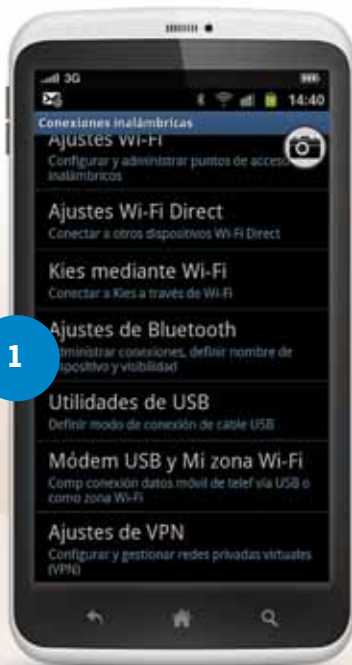 3G
14:40
Conexiones inalámbricas
Ajustes Wi-Fi
Configurar y administrar puntos de acceso
inalámbricos
Ajustes Wi-Fi Direct
Conectar a otros dispositivos Wi-Fi Direct
Kies mediante Wi-Fi
Conectar a Kies a través de Wi-Fi
1
Ajustes de Bluetooth
dministrar conexiones, definir nombre de
spositivo y visibilidad
Utilidades de USB
Definir modo de conexión de cable USB
Módem USB y Mi zona Wi-Fi
Comp conexión datos móvil de telef vía USB o
como zona Wi-Fi
Ajustes de VPN
Configurar y gestionar redes privadas virtuales
(VPN)